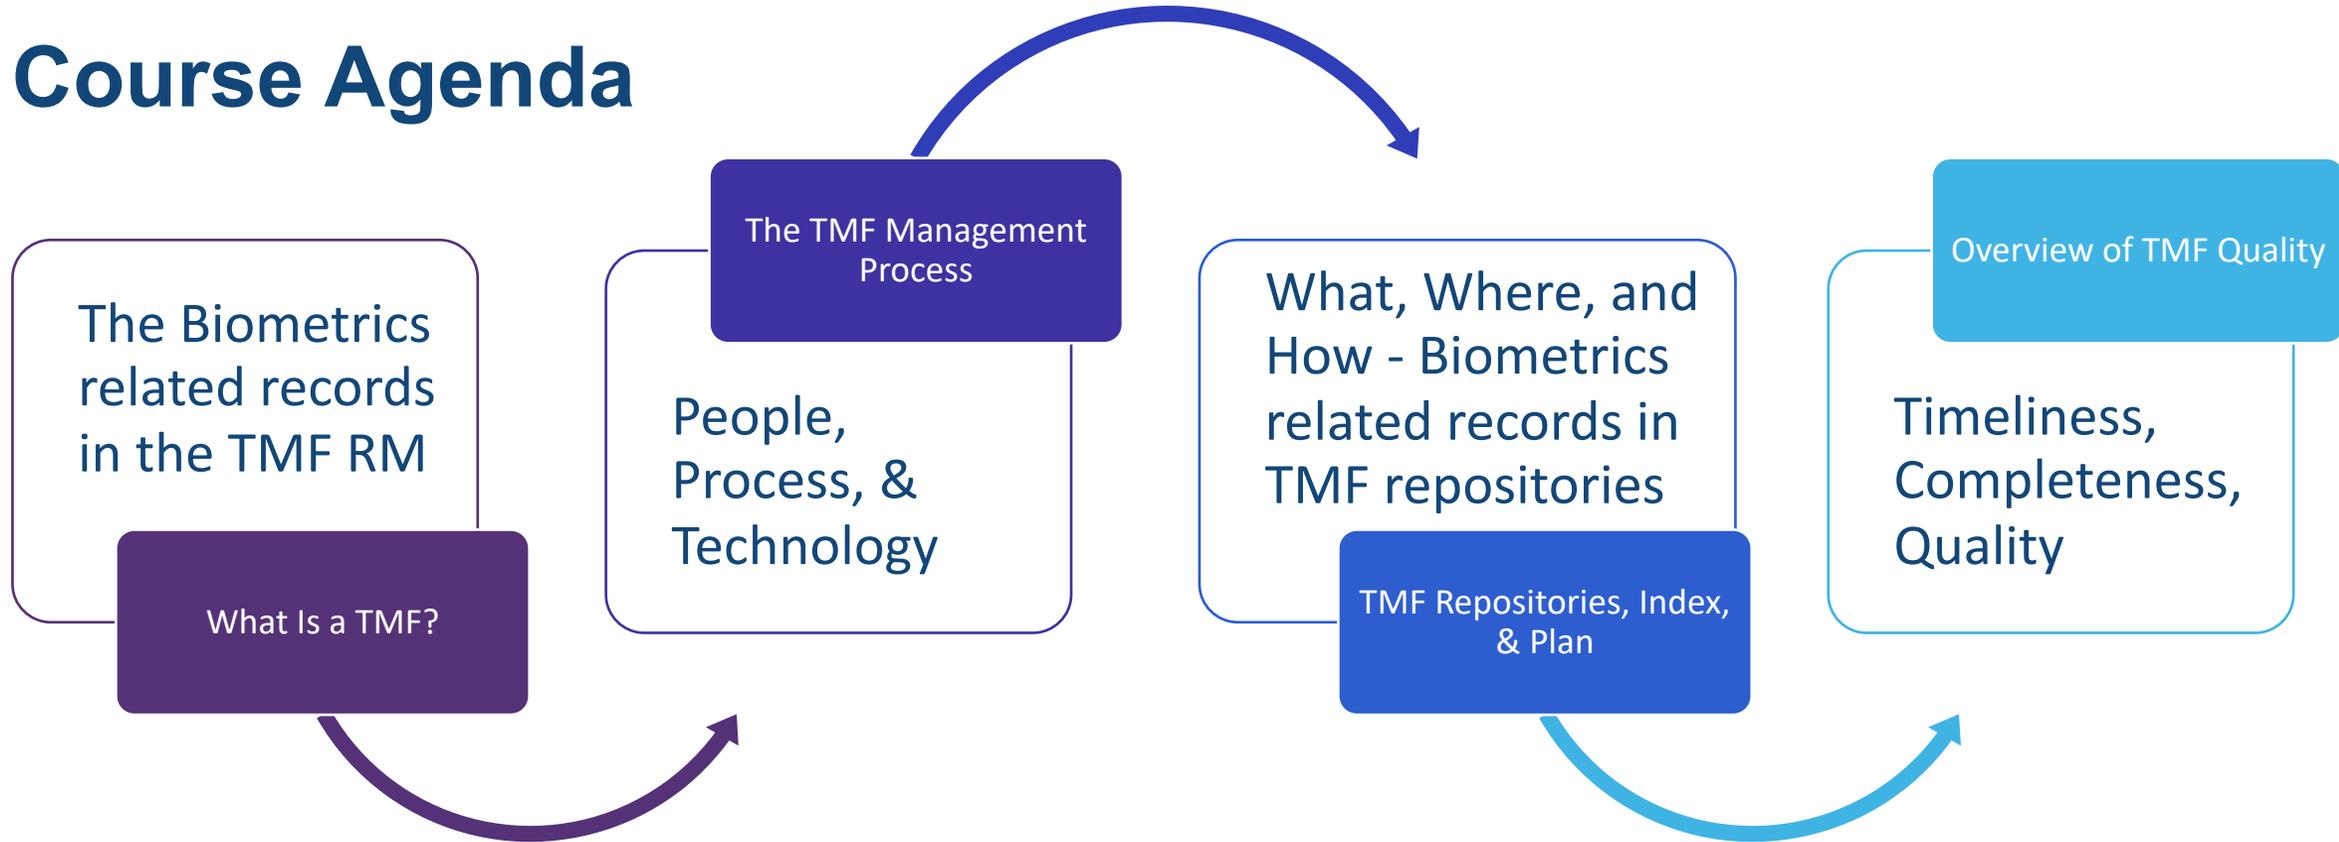 Course Agenda
The Biometrics
related records
in the TMF RM
What Is a TMF?
The TMF Management
Process
People,
Process, &
Technology
What, Where, and
How - Biometrics
related records in
TMF repositories
TMF Repositories, Index,
& Plan
Overview of TMF Quality
Timeliness,
Completeness,
Quality